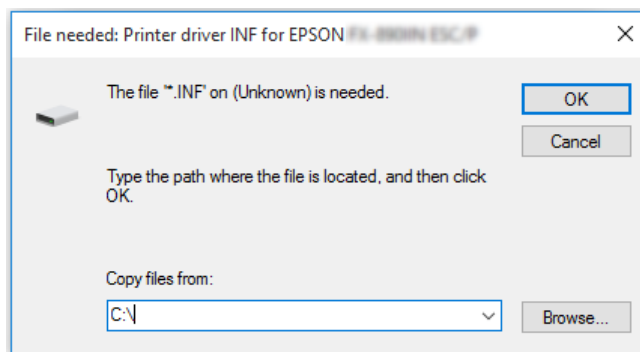 File needed: Printer driver INF for EPSON
The file '*.INF' on (Unknown) is needed.
OK
Cancel
Type the path where the file is located, and then click
OK.
Copy files from:
C:\
Browse...